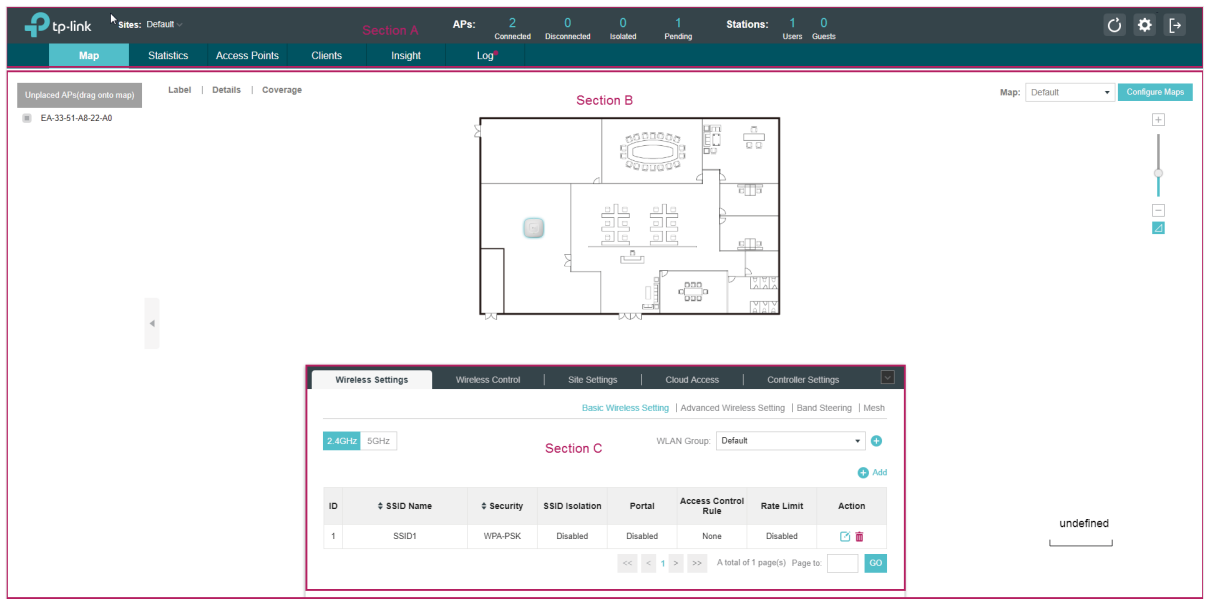 tp-link Sites: Default Section A APs: 2 0 0 1 Stations: 1 0
Connected Disconnected Isolated Pending Users Guests
Map Statistics Access Points Clients Insight Log
Unplaced APs(drag onto map) Label | Details | Coverage Section B Map: Default Configure Maps
EA-33-51-A8-22-A0
Wireless Settings Wireless Control | Site Settings | Cloud Access | Controller Settings
Basic Wireless Setting | Advanced Wireless Setting | Band Steering | Mesh
2.4GHz 5GHz Section C WLAN Group: Default
Add
ID SSID Name Security SSID Isolation Portal Access Control Rule Rate Limit Action
1 SSID1 WPA-PSK Disabled Disabled None Disabled
<< < 1 > >> A total of 1 page(s) Page to: GO
undefined